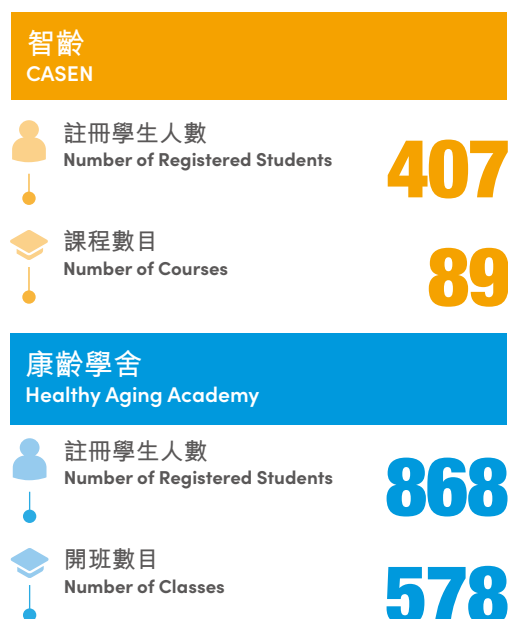 智齡
CASEN
註冊學生人數
Number of Registered Students
407
課程數目
Number of Courses
89
康齡學舍
Healthy Aging Academy
註冊學生人數
Number of Registered Students
868
開班數目
Number of Classes
578